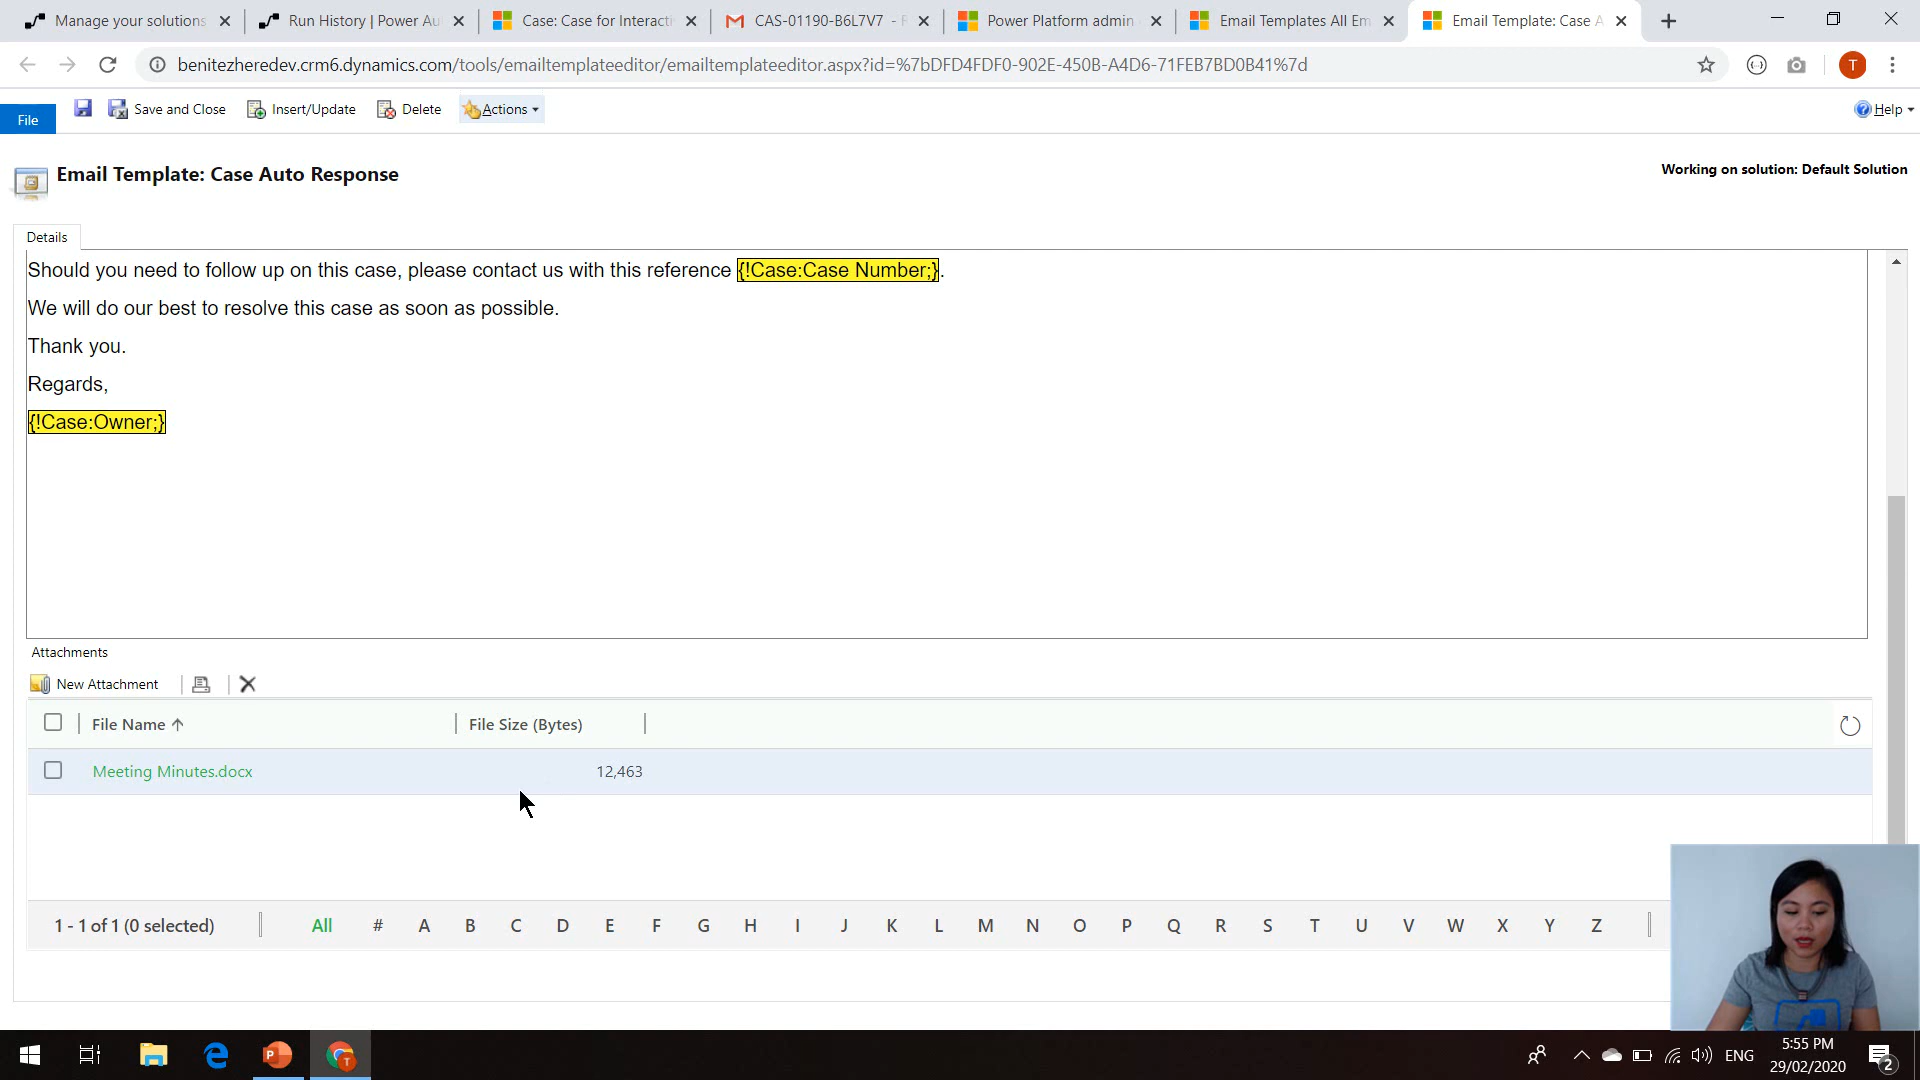 Manage your solutions
Run History | Power Au
Case: Case for Interacti
CAS-01190-B6L7V7 - R
Power Platform admin
Email Templates All Em
Email Template: Case A
benitezheredev.crm6.dynamics.com/tools/emailtemplateeditor/emailtemplateeditor.aspx?id=%7bDFD4FDF0-902E-450B-A4D6-71FEB7BD0B41%7d
T
File
Save and Close
Insert/Update
Delete
Actions
Help
Email Template: Case Auto Response
Working on solution: Default Solution
Details
Should you need to follow up on this case, please contact us with this reference {!Case:Case Number;}.
We will do our best to resolve this case as soon as possible.
Thank you.
Regards,
{!Case:Owner;}
Attachments
New Attachment
File Name
File Size (Bytes)
Meeting Minutes.docx
12,463
1 - 1 of 1 (0 selected)
All # A B C D E F G H I J K L M N O P Q R S T U V W X Y Z
ENG
5:55 PM
29/02/2020
2